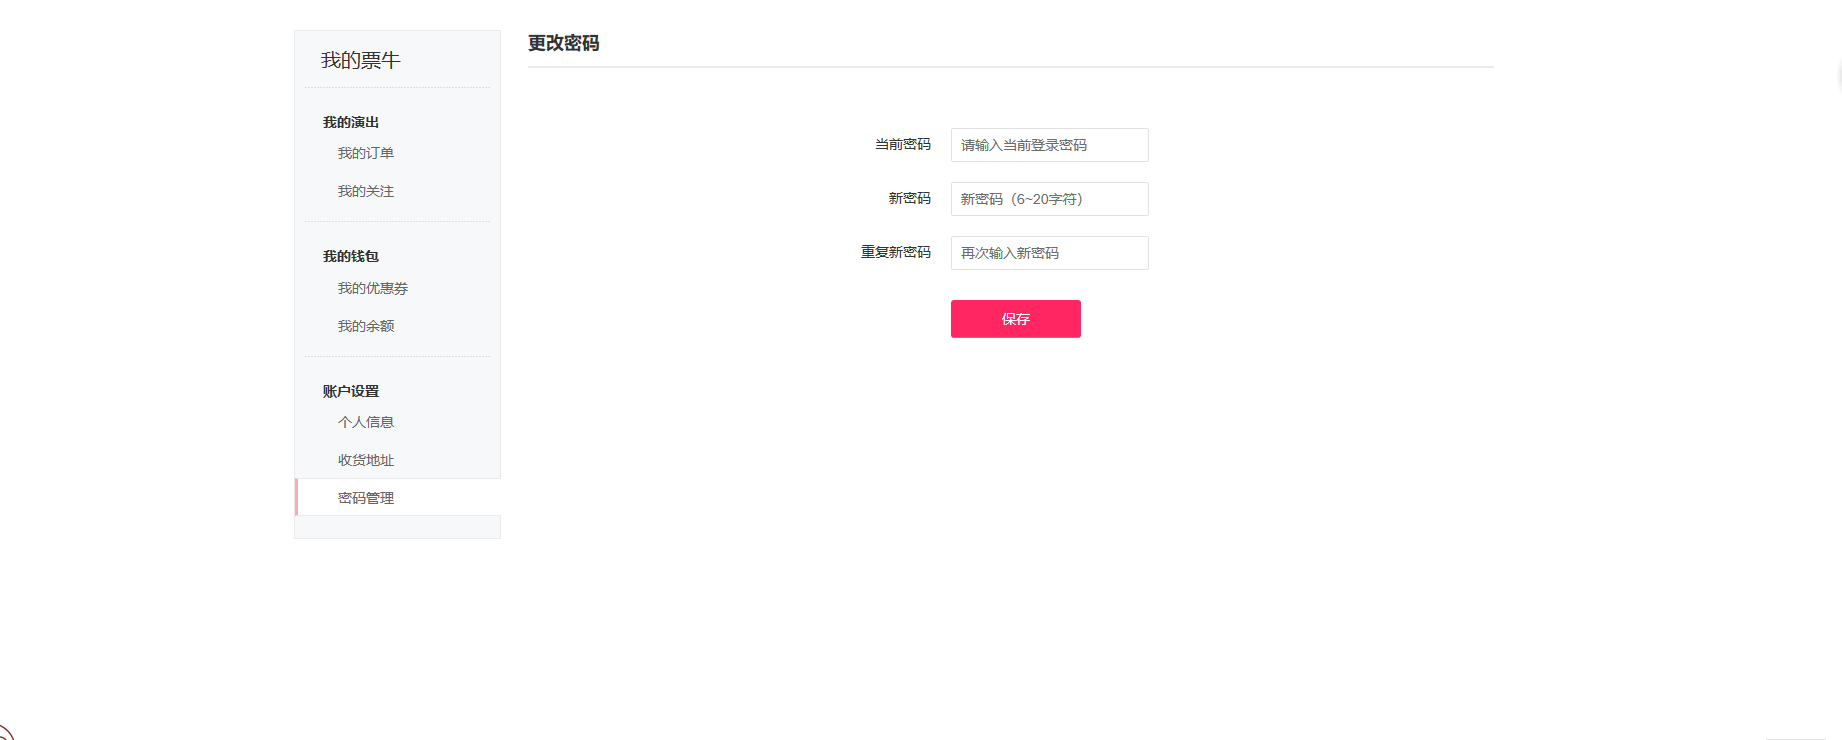 我的票牛
我的演出
我的订单
我的关注
我的钱包
我的优惠券
我的余额
账户设置
个人信息
收货地址
密码管理
更改密码
当前密码 请输入当前登录密码
新密码 新密码（6~20字符）
重复新密码 再次输入新密码
保存